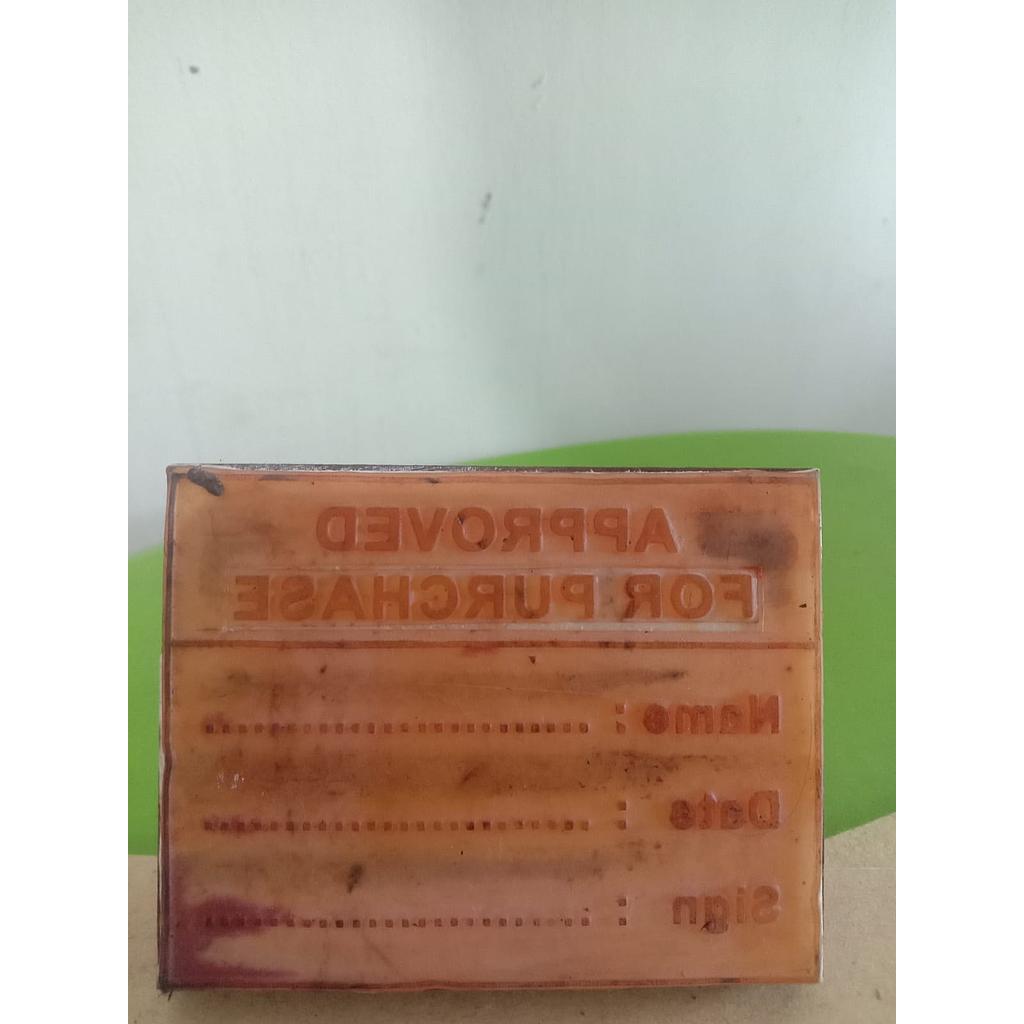 APPROVED
FOR PURCHASE
Name : ................................
Date : ................................
Sign : ................................